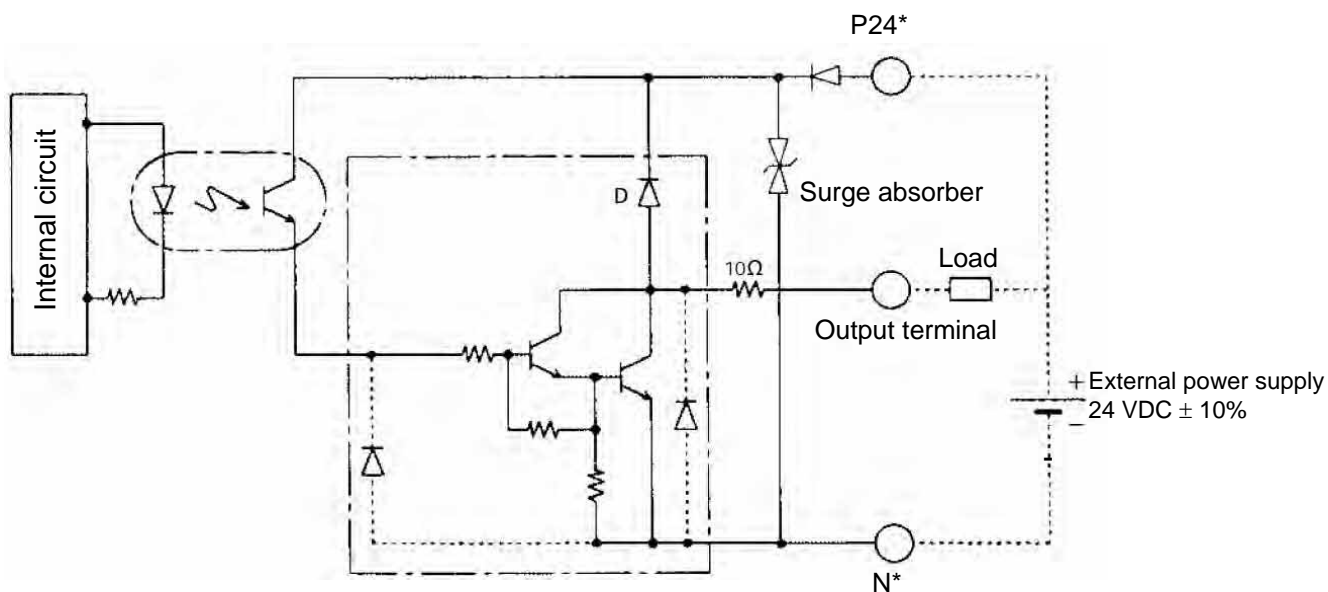 P24*
Internal circuit
D
Surge absorber
10Ω
Load
Output terminal
+ External power supply
24 VDC ± 10%
−
N*